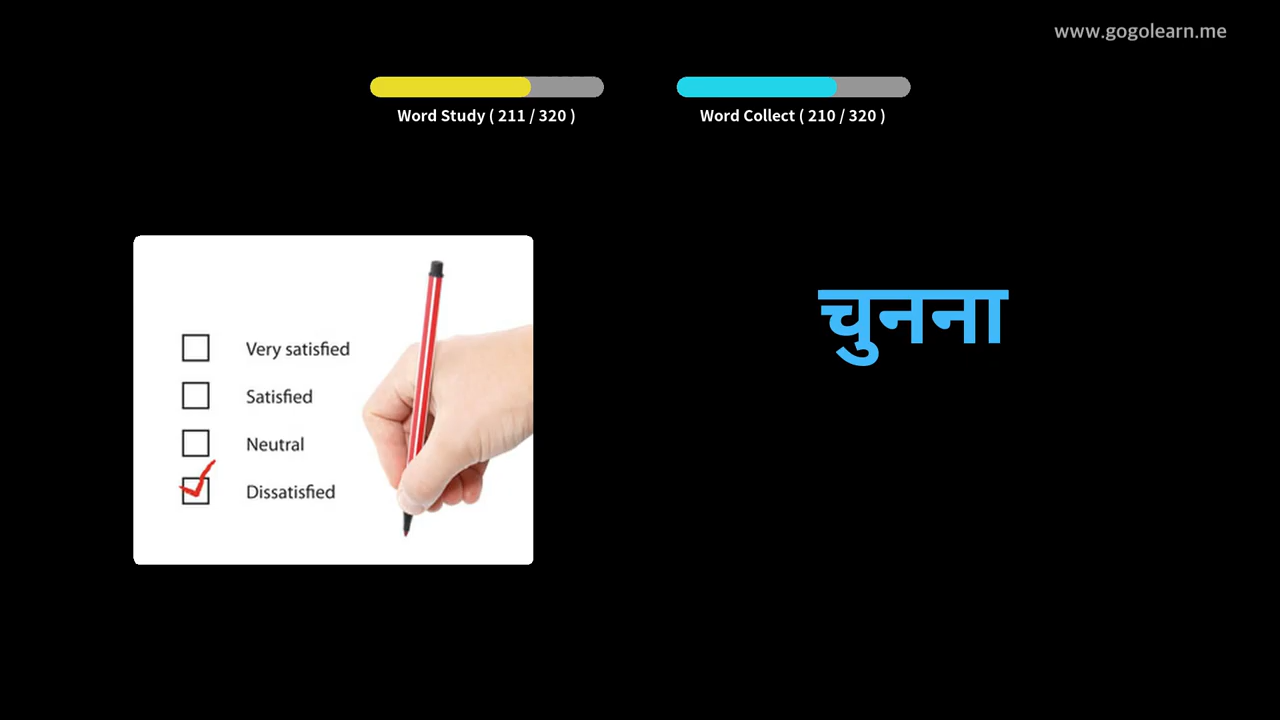 www.gogolearn.me
Word Study ( 211 / 320 )
Word Collect ( 210 / 320 )
Very satisfied
Satisfied
Neutral
Dissatisfied
चुनना